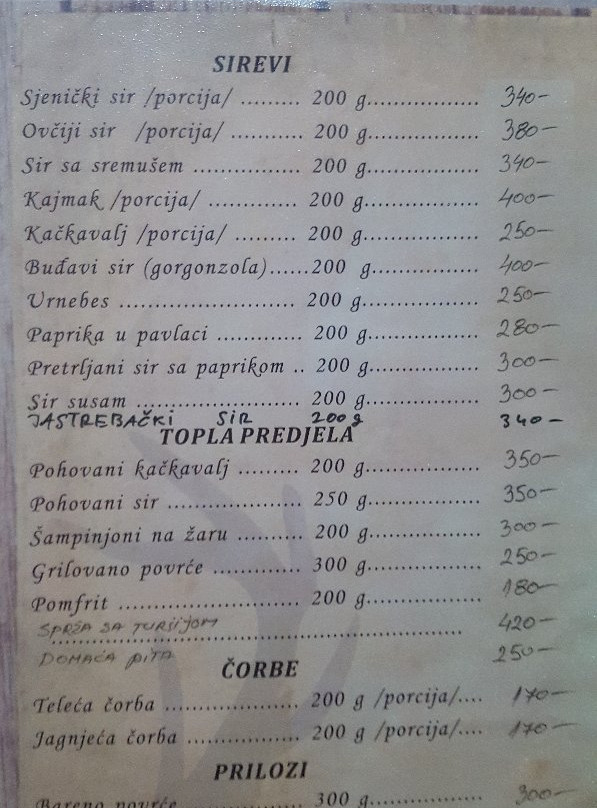 SIREVI
Sjenički sir /porcija/ ......... 200 g................. 340-
Ovčiji sir /porcija/ ........... 200 g................. 380-
Sir sa sremušem ................ 200 g................. 340-
Kajmak /porcija/ ............... 200 g................. 400-
Kačkavalj /porcija/ ......... 200 g................. 250-
Buđavi sir (gorgonzola)......200 g................ 400-
Urnebes .......................... 200 g................. 250-
Paprika u pavlaci ............. 200 g................ 280-
Pretrljani sir sa paprikom .. 200 g................ 300-
Sir susam ........................ 200 g................. 300-
JASTREBAČKI SIR 200g 340-
TOPLA PREDJELA
Pohovani kačkavalj ......... 200 g................. 350-
Pohovani sir .................... 250 g................. 350-
Šampinjoni na žaru ......... 200 g................. 300-
Grilovano povrće ............. 300 g................. 250-
Pomfrit ........................... 200 g................. 180-
SPRŽA SA TURŠIJOM 420-
DOMAĆA PITA 250-
ČORBE
Teleća čorba .................... 200 g /porcija/.... 170-
Jagnjeća čorba ................. 200 g /porcija/.... 170-
PRILOZI
Bareno povrće ................. 300 g................. 300-